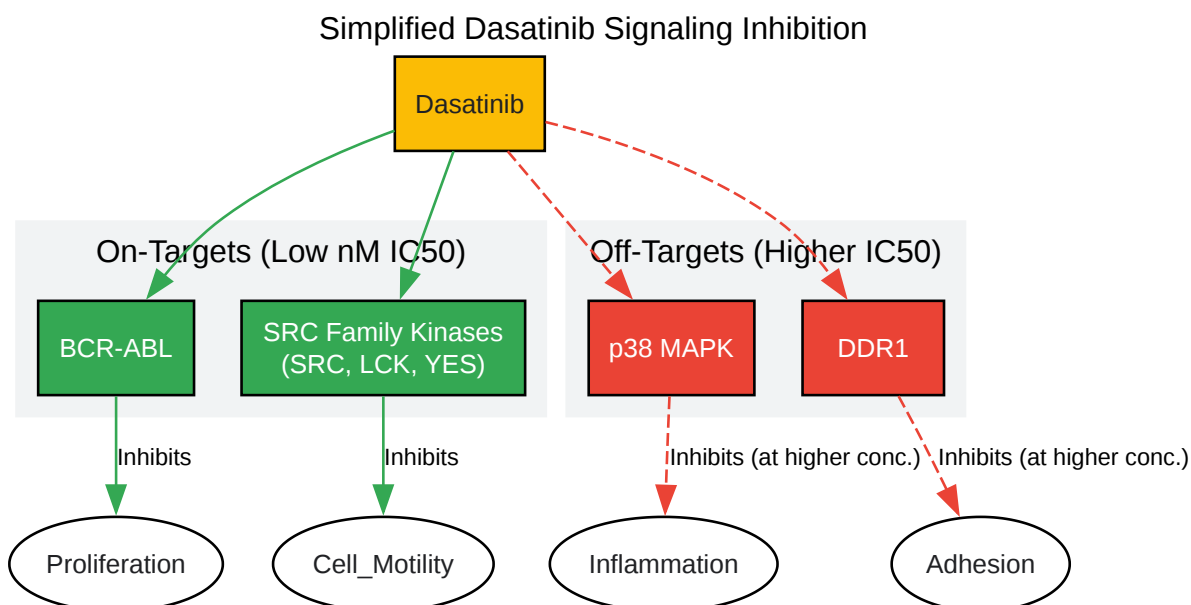 Simplified Dasatinib Signaling Inhibition
Dasatinib
On-Targets (Low nM IC50)
Off-Targets (Higher IC50)
BCR-ABL
SRC Family Kinases
(SRC, LCK, YES)
p38 MAPK
DDR1
Inhibits
Inhibits
Inhibits (at higher conc.)
Inhibits (at higher conc.)
Proliferation
Cell_Motility
Inflammation
Adhesion